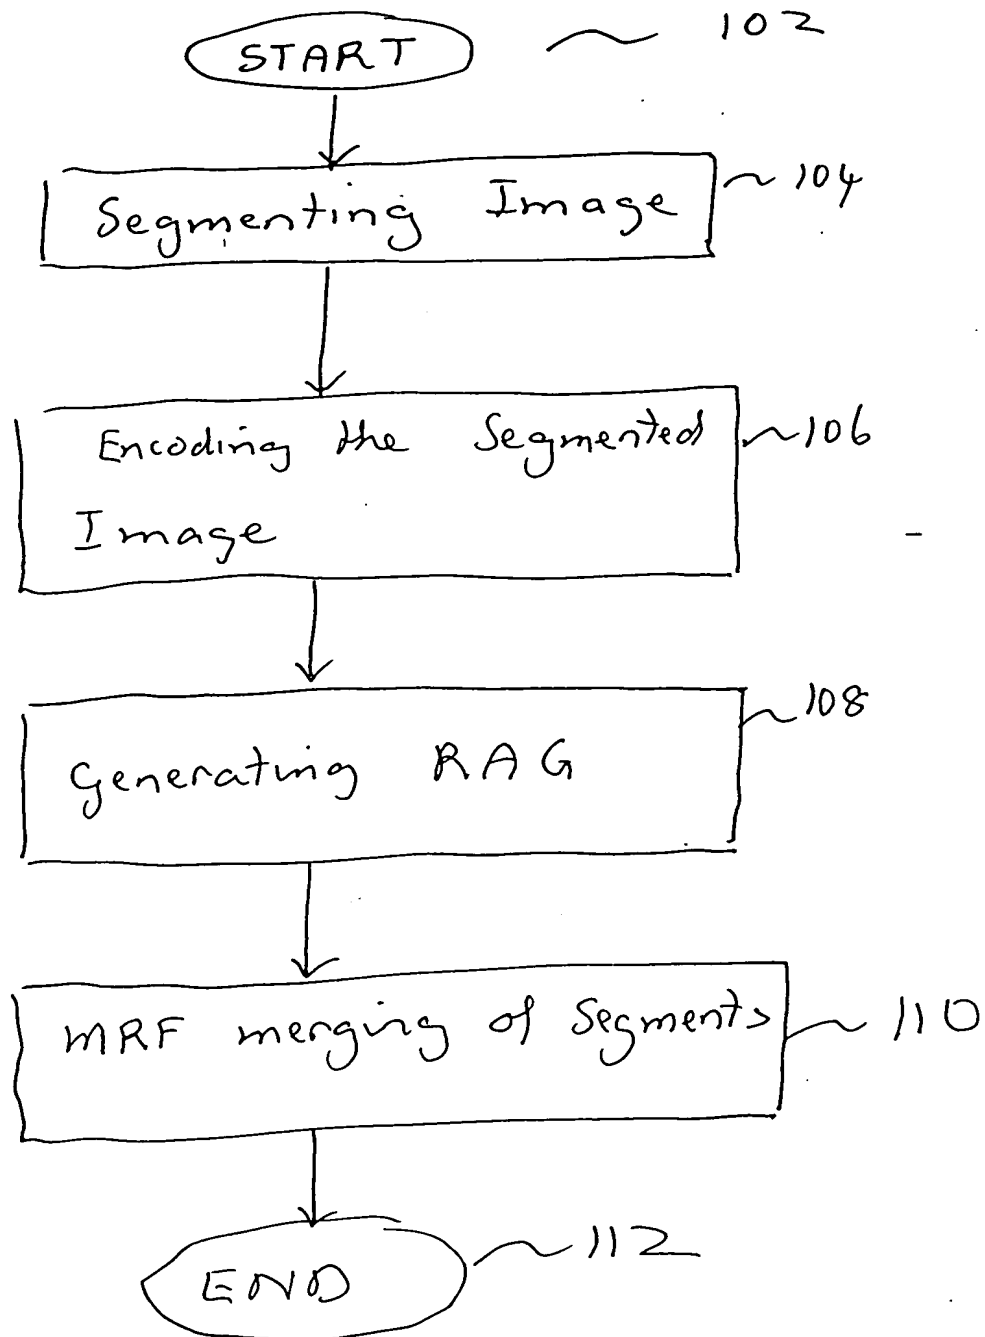 START 102
Segmenting Image 104
Encoding the Segmented 106
Image
Generating RAG 108
MRF merging of Segments 110
END 112